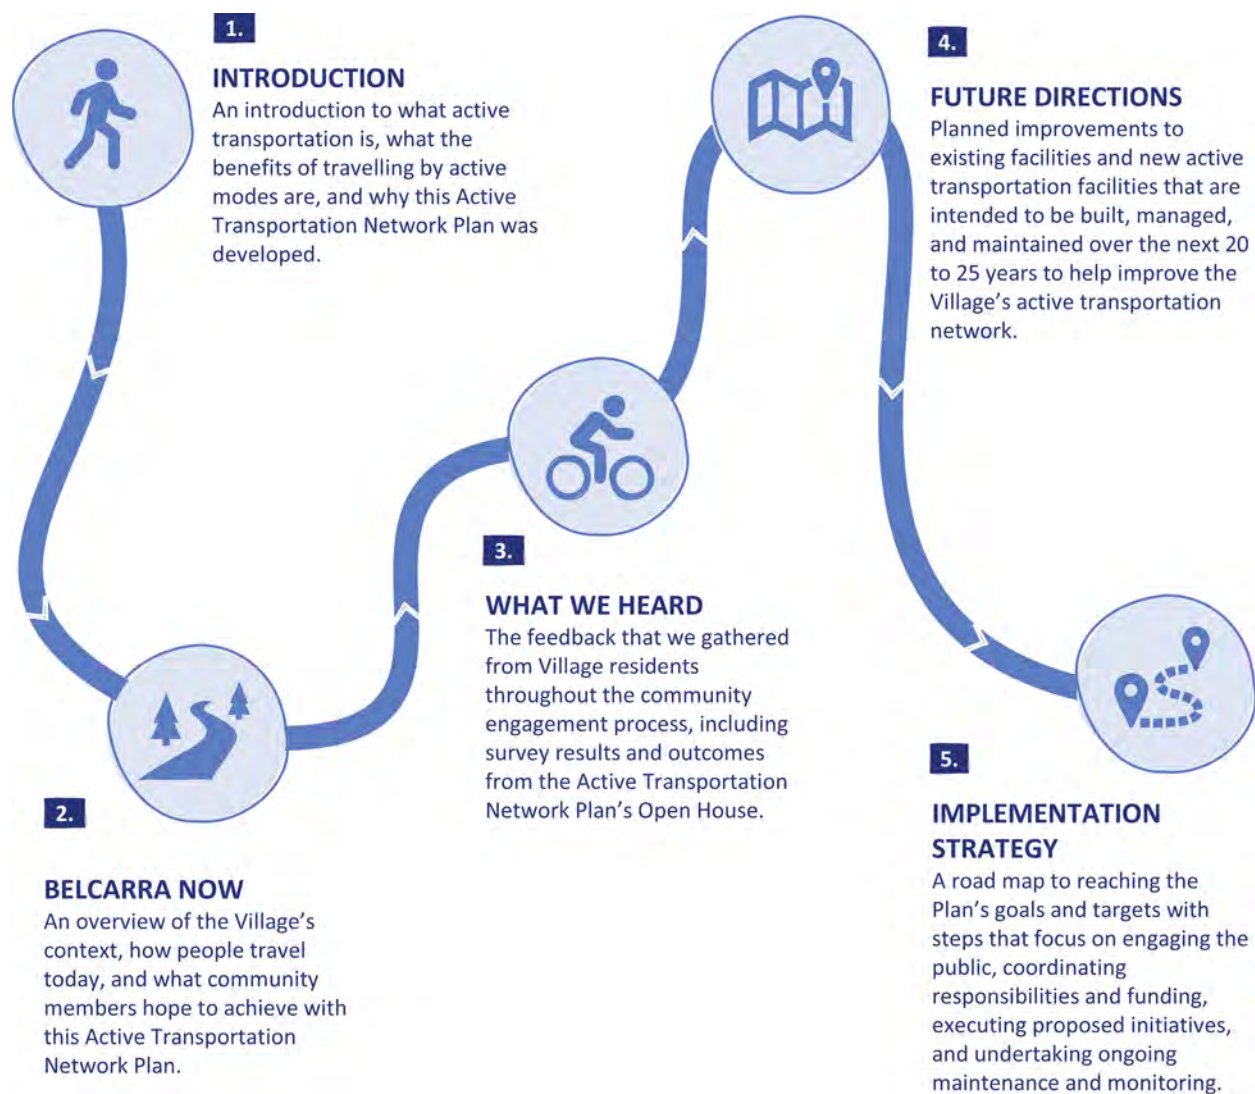 1.
INTRODUCTION
An introduction to what active
transportation is, what the
benefits of travelling by active
modes are, and why this Active
Transportation Network Plan was
developed.
2.
BELCARRA NOW
An overview of the Village's
context, how people travel
today, and what community
members hope to achieve with
this Active Transportation
Network Plan.
3.
WHAT WE HEARD
The feedback that we gathered
from Village residents
throughout the community
engagement process, including
survey results and outcomes
from the Active Transportation
Network Plan's Open House.
4.
FUTURE DIRECTIONS
Planned improvements to
existing facilities and new active
transportation facilities that are
intended to be built, managed,
and maintained over the next 20
to 25 years to help improve the
Village's active transportation
network.
5.
IMPLEMENTATION
STRATEGY
A road map to reaching the
Plan's goals and targets with
steps that focus on engaging the
public, coordinating
responsibilities and funding,
executing proposed initiatives,
and undertaking ongoing
maintenance and monitoring.